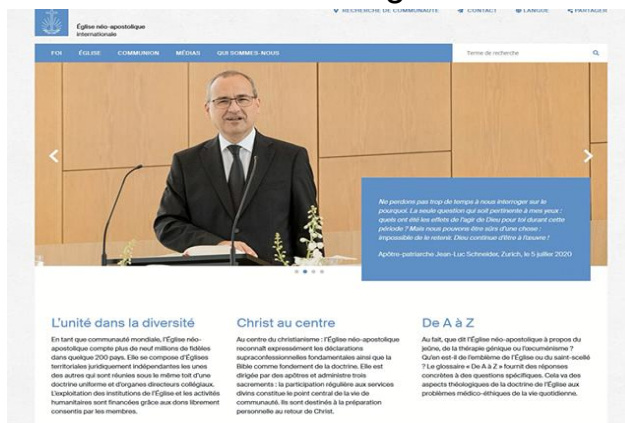 RECHERCHE DE COMMUNAUTÉ CONTACT LANGUE PARTAGER
Église néo-apostolique
internationale
FOI ÉGLISE COMMUNION MÉDIAS QUI SOMMES-NOUS
Terme de recherche
Ne perdons pas trop de temps à nous interroger sur le
pourquoi. La seule question qui soit pertinente à mes yeux :
quels ont été les effets de l'agir de Dieu pour toi durant cette
période ? Mais nous pouvons être sûrs d'une chose :
impossible de le retenir. Dieu continue d'être à l'œuvre !
Apôtre-patriarche Jean-Luc Schneider, Zurich, le 5 juillet 2020
L'unité dans la diversité
En tant que communauté mondiale, l'Église néo-
apostolique compte plus de neuf millions de fidèles
dans quelque 200 pays. Elle se compose d'Églises
territoriales juridiquement indépendantes les unes
des autres qui sont réunies sous le même toit d'une
doctrine uniforme et d'organes directeurs collégiaux.
L'exploitation des institutions de l'Église et les activités
humanitaires sont financées grâce aux dons librement
consentis par les membres.
Christ au centre
Au centre du christianisme : l'Église néo-apostolique
reconnaît expressément les déclarations
supraconfessionnelles fondamentales ainsi que la
Bible comme fondement de la doctrine. Elle est
dirigée par des apôtres et administre trois
sacrements : la participation régulière aux services
divins constitue le point central de la vie de
communauté. Ils sont destinés à la préparation
personnelle au retour de Christ.
De A à Z
Au fait, que dit l'Église néo-apostolique à propos du
jeûne, de la thérapie génique ou l'œcuménisme ?
Qu'en est-il de l'emblème de l'Église ou du saint-scellé
? Le glossaire « De A à Z » fournit des réponses
concrètes à des questions spécifiques. Cela va des
aspects théologiques de la doctrine de l'Église aux
problèmes médico-éthiques de la vie quotidienne.